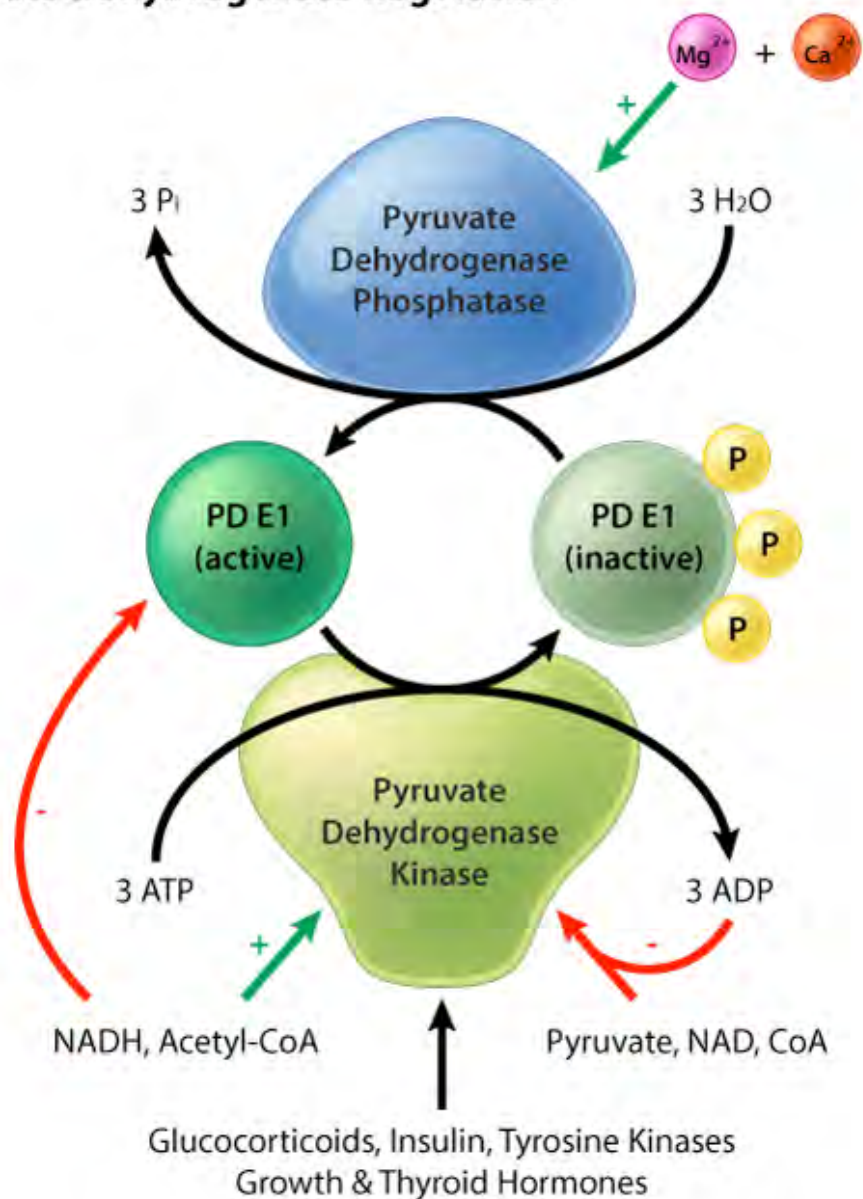 Mg2+ + Ca2+
+
3 Pi
3 H2O
Pyruvate
Dehydrogenase
Phosphatase
PD E1
(active)
PD E1
(inactive)
P
P
P
-
Pyruvate
Dehydrogenase
Kinase
3 ATP
3 ADP
+
-
NADH, Acetyl-CoA
Pyruvate, NAD, CoA
Glucocorticoids, Insulin, Tyrosine Kinases
Growth & Thyroid Hormones